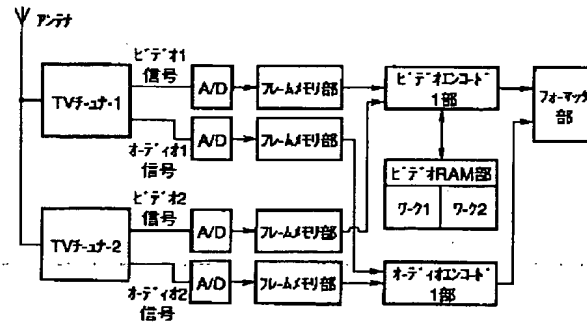 アンテナ
ビデオ1
信号
A/D
フレームメモリ部
ビデオエンコード
1部
フォーマッタ
部
TVチューナ-1
A/D
フレームメモリ部
オーディオ1
信号
ビデオRAM部
ワーク1 ワーク2
ビデオ2
信号
A/D
フレームメモリ部
TVチューナ-2
A/D
フレームメモリ部
オーディオエンコード
1部
オーディオ2
信号